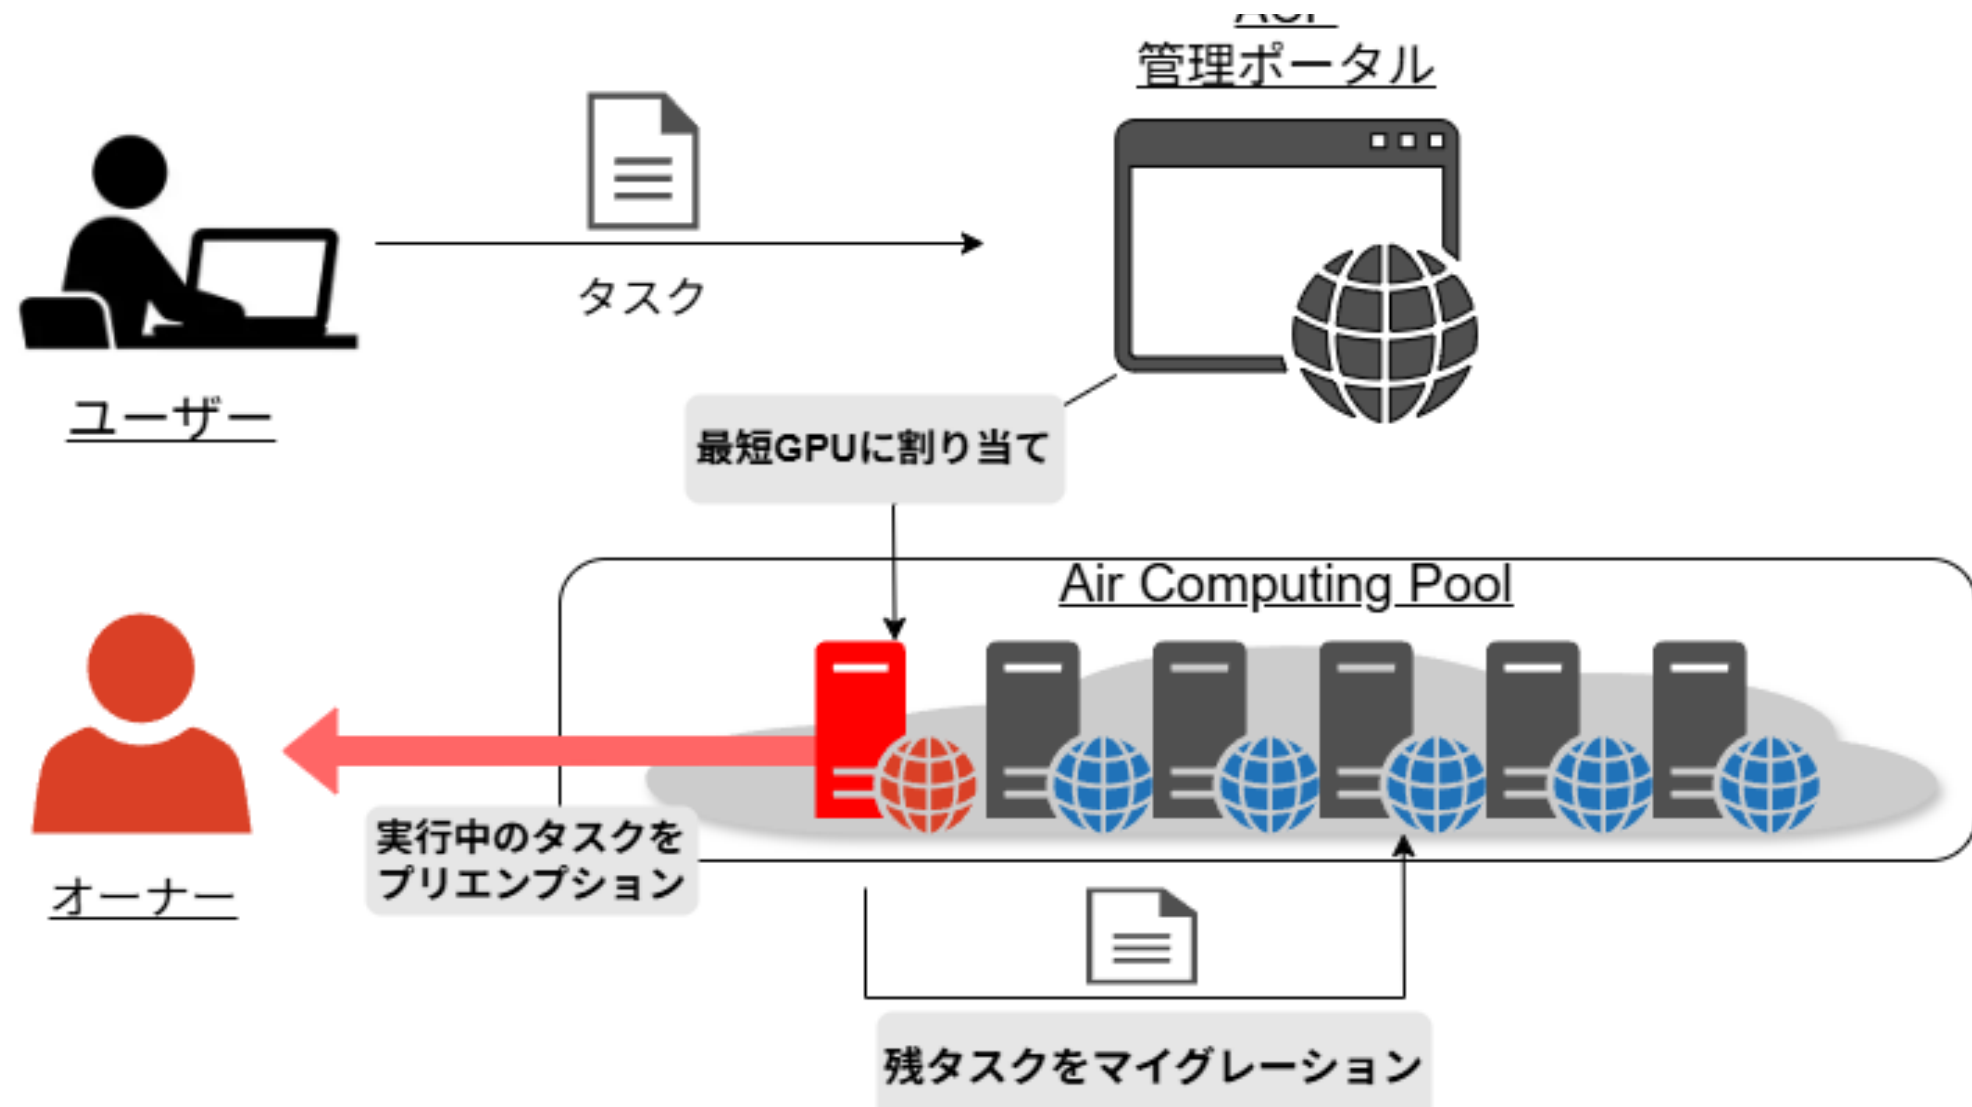 管理ポータル
タスク
ユーザー
最短GPUに割り当て
Air Computing Pool
実行中のタスクを
プリエンプション
オーナー
残タスクをマイグレーション